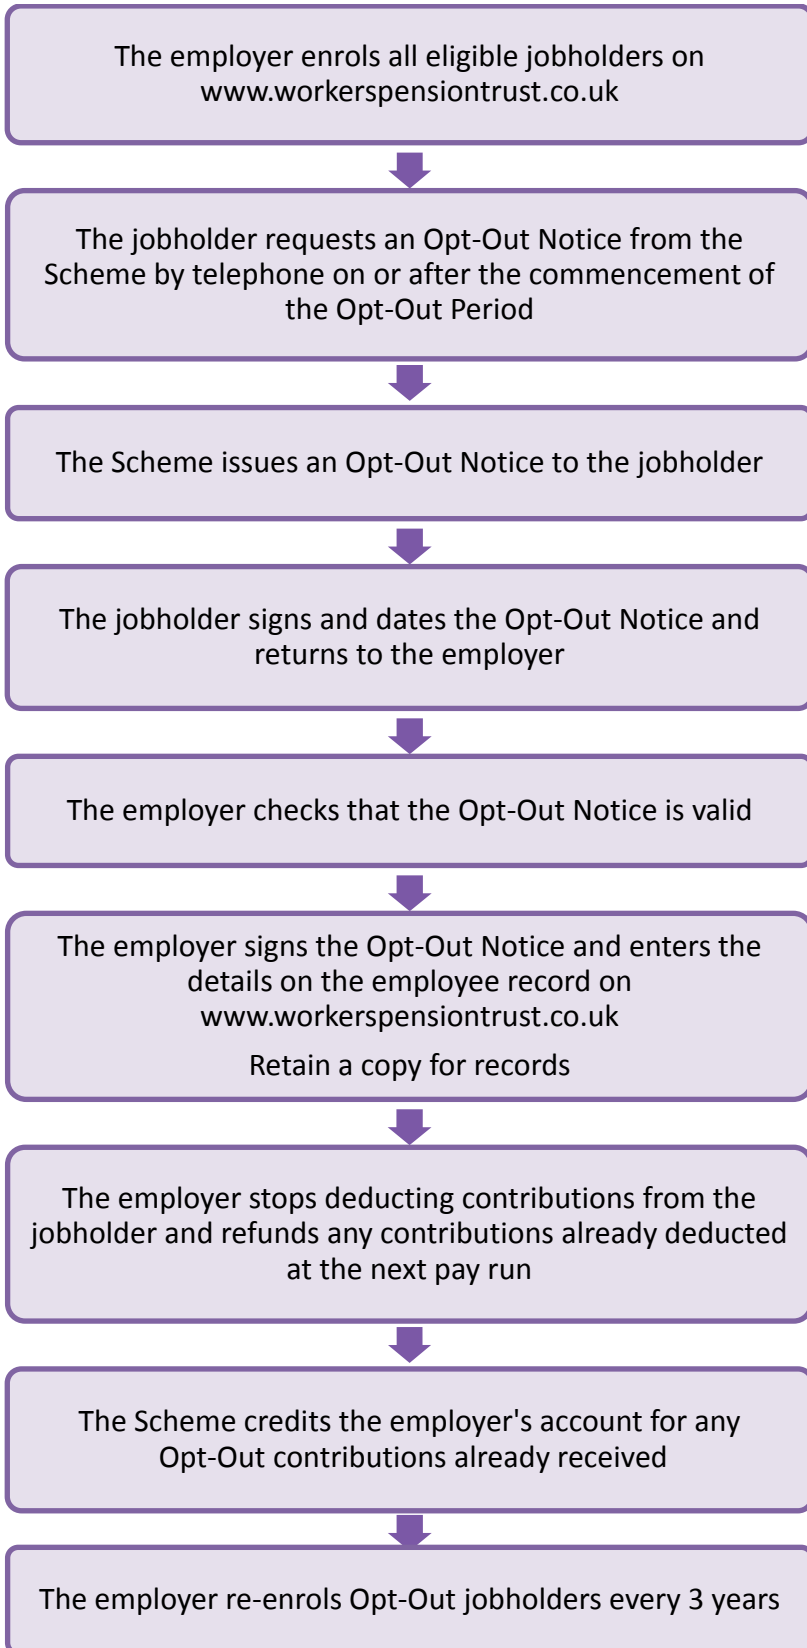 The employer enrols all eligible jobholders on
www.workerspensiontrust.co.uk
The jobholder requests an Opt-Out Notice from the
Scheme by telephone on or after the commencement of
the Opt-Out Period
The Scheme issues an Opt-Out Notice to the jobholder
The jobholder signs and dates the Opt-Out Notice and
returns to the employer
The employer checks that the Opt-Out Notice is valid
The employer signs the Opt-Out Notice and enters the
details on the employee record on
www.workerspensiontrust.co.uk
Retain a copy for records
The employer stops deducting contributions from the
jobholder and refunds any contributions already deducted
at the next pay run
The Scheme credits the employer's account for any
Opt-Out contributions already received
The employer re-enrols Opt-Out jobholders every 3 years